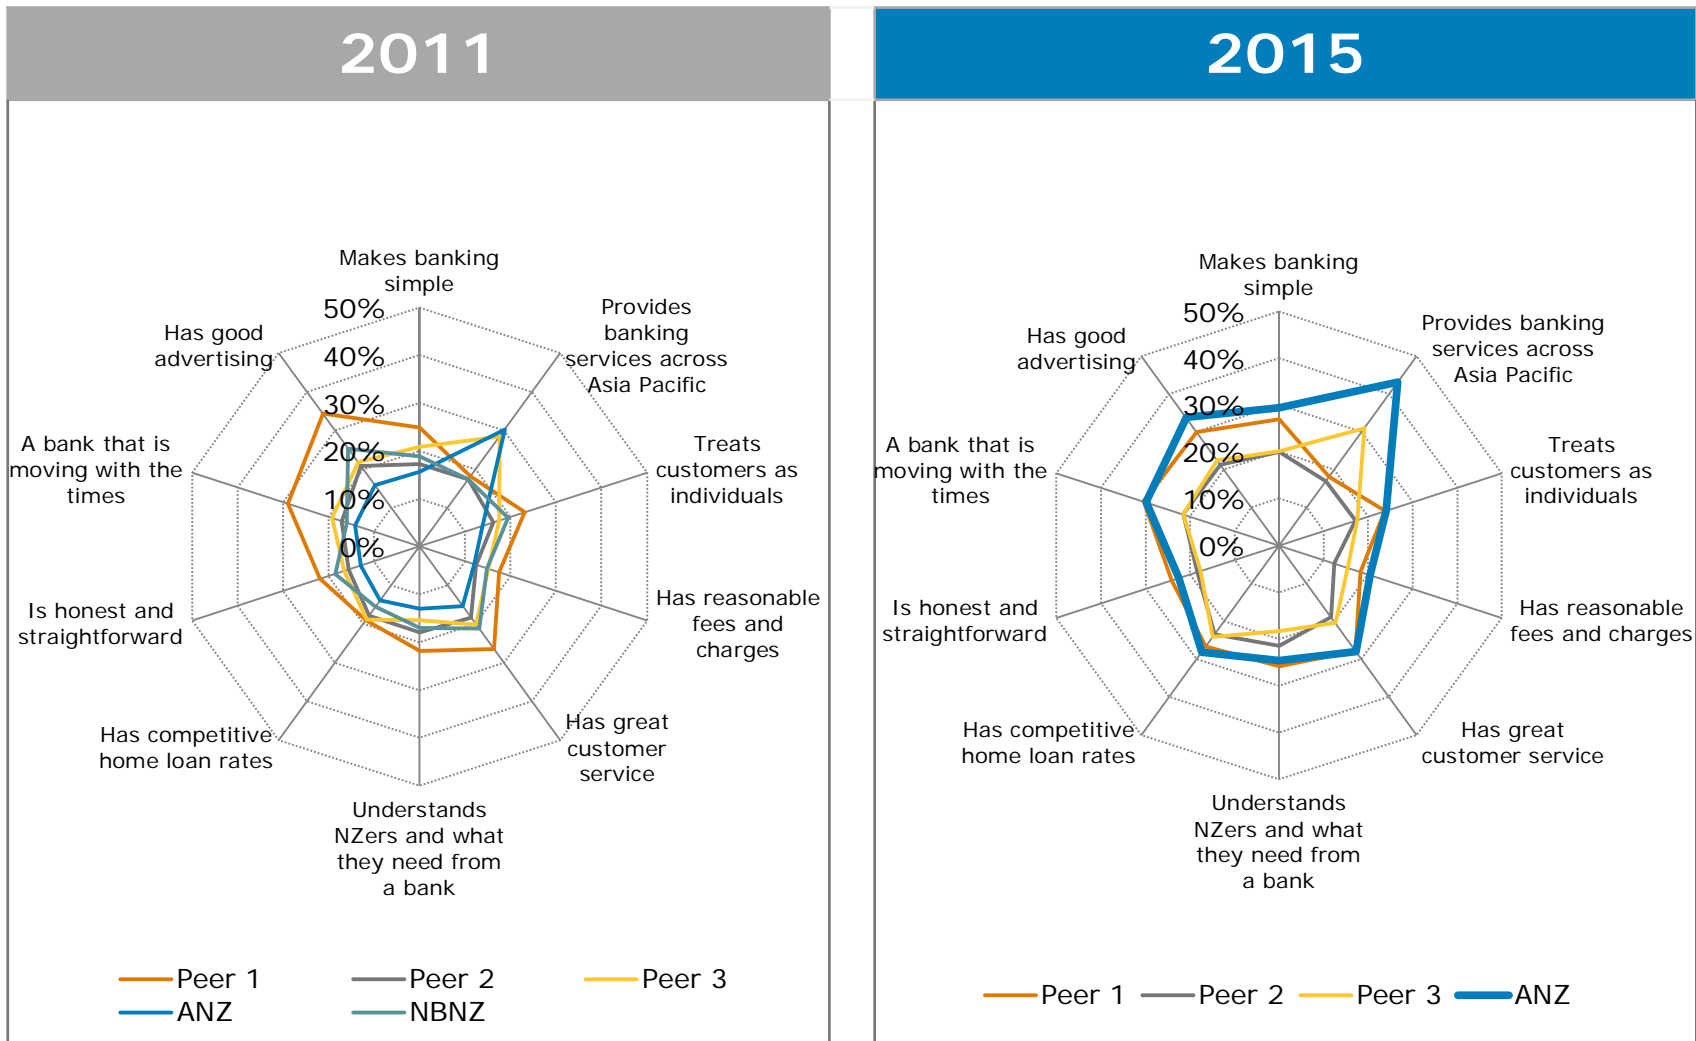 2011
Makes banking
simple
Provides
banking
services across
Asia Pacific
Treats
customers as
individuals
Has reasonable
fees and
charges
Has great
customer
service
Understands
NZers and what
they need from
a bank
Has competitive
home loan rates
Is honest and
straightforward
A bank that is
moving with the
times
Has good
advertising
50%
40%
30%
20%
10%
0%
Peer 1
Peer 2
Peer 3
ANZ
NBNZ
2015
Makes banking
simple
Provides banking
services across
Asia Pacific
Treats
customers as
individuals
Has reasonable
fees and charges
Has great
customer service
Understands
NZers and what
they need from
a bank
Has competitive
home loan rates
Is honest and
straightforward
A bank that is
moving with the
times
Has good
advertising
50%
40%
30%
20%
10%
0%
Peer 1
Peer 2
Peer 3
ANZ